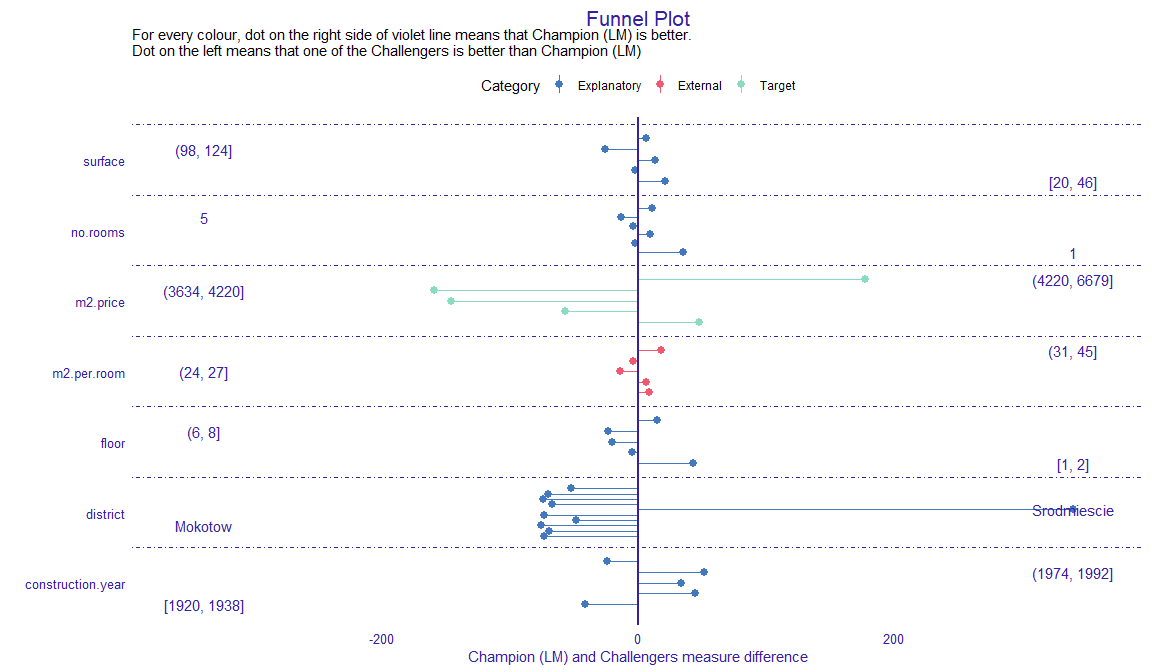 Funnel Plot
For every colour, dot on the right side of violet line means that Champion (LM) is better.
Dot on the left means that one of the Challengers is better than Champion (LM)
Category Explanatory External Target
surface (98, 124] [20, 46]
no.rooms 5 1
m2.price (3634, 4220] (4220, 6679]
m2.per.room (24, 27] (31, 45]
floor (6, 8] [1, 2]
district Mokotow Srodmiescie
construction.year [1920, 1938] (1974, 1992]
-200 0 200
Champion (LM) and Challengers measure difference